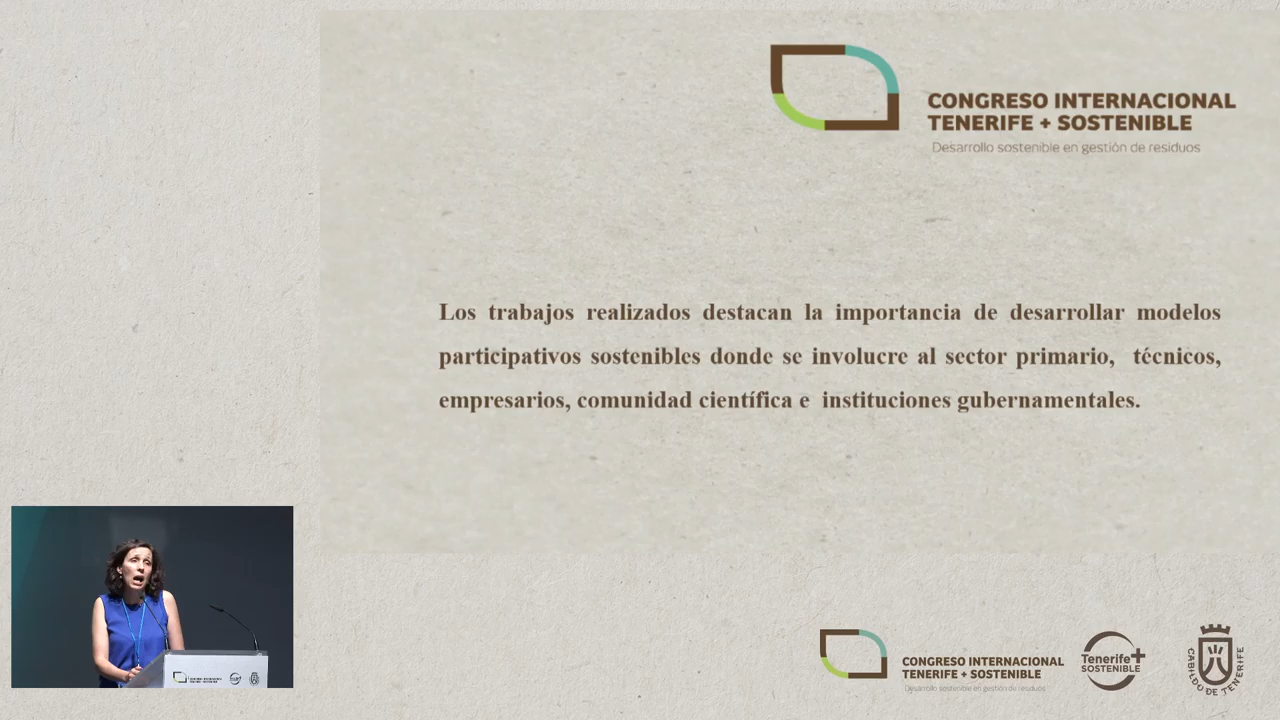 CONGRESO INTERNACIONAL
TENERIFE + SOSTENIBLE
Desarrollo sostenible en gestión de residuos
Los trabajos realizados destacan la importancia de desarrollar modelos
participativos sostenibles donde se involucre al sector primario, técnicos,
empresarios, comunidad científica e instituciones gubernamentales.
CONGRESO INTERNACIONAL
TENERIFE + SOSTENIBLE
Desarrollo sostenible en gestión de residuos
Tenerife+
SOSTENIBLE
CABILDO DE TENERIFE